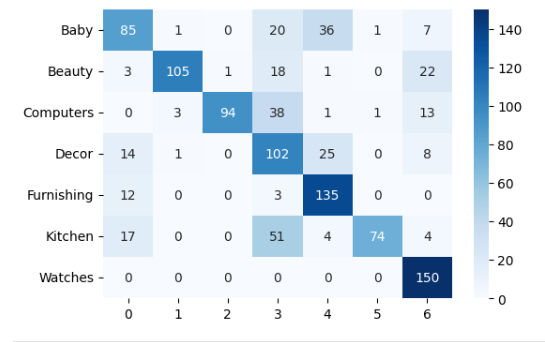 Baby 85 1 0 20 36 1 7
Beauty 3 105 1 18 1 0 22
Computers 0 3 94 38 1 1 13
Decor 14 1 0 102 25 0 8
Furnishing 12 0 0 3 135 0 0
Kitchen 17 0 0 51 4 74 4
Watches 0 0 0 0 0 0 150
0 1 2 3 4 5 6
140
120
100
80
60
40
20
0